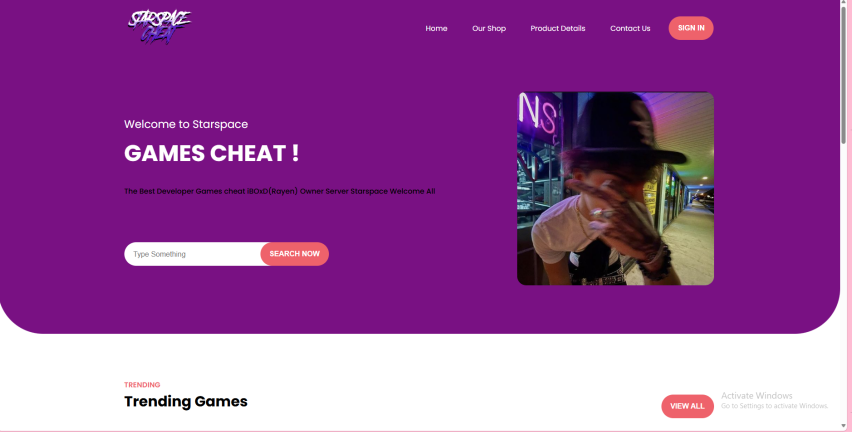 STARSPACE
CHEAT
Home
Our Shop
Product Details
Contact Us
SIGN IN
Welcome to Starspace
GAMES CHEAT !
The Best Developer Games cheat iBOxD(Rayen) Owner Server Starspace Welcome All
Type Something
SEARCH NOW
NS
TRENDING
Trending Games
VIEW ALL
Activate Windows
Go to Settings to activate Windows.